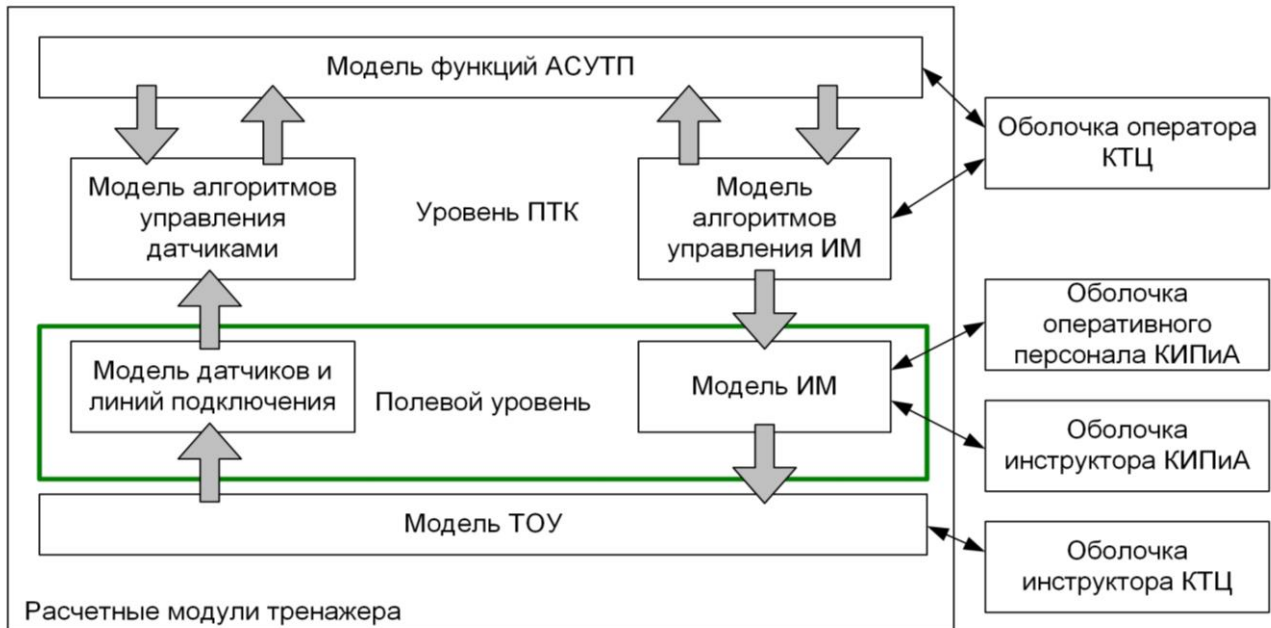 Модель функций АСУТП
Оболочка оператора
КТЦ
Модель алгоритмов
управления
датчиками
Уровень ПТК
Модель
алгоритмов
управления ИМ
Оболочка
оперативного
персонала КИПиА
Модель датчиков и
линий подключения
Полевой уровень
Модель ИМ
Оболочка
инструктора КИПиА
Модель ТОУ
Оболочка
инструктора КТЦ
Расчетные модули тренажера